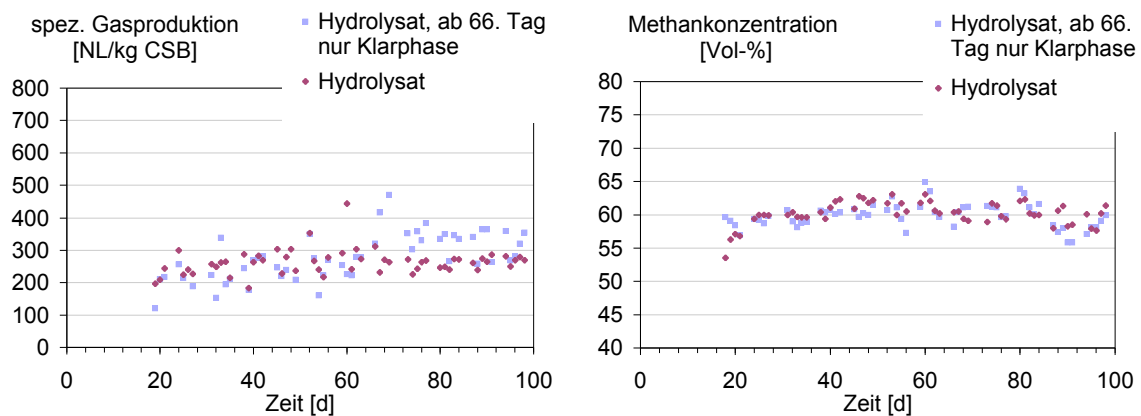 spez. Gasproduktion
[NL/kg CSB]
Hydrolysat, ab 66. Tag
nur Klarphase
Hydrolysat
800
700
600
500
400
300
200
100
0
0 20 40 60 80 100
Zeit [d]
Methankonzentration
[Vol-%]
Hydrolysat, ab 66.
Tag nur Klarphase
Hydrolysat
80
75
70
65
60
55
50
45
40
0 20 40 60 80 100
Zeit [d]